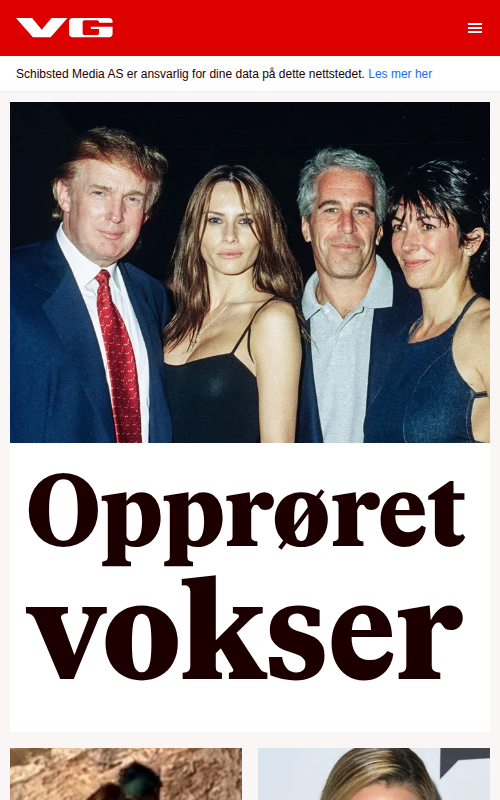 VG
Schibsted Media AS er ansvarlig for dine data på dette nettstedet. Les mer her
Opprøret
vokser